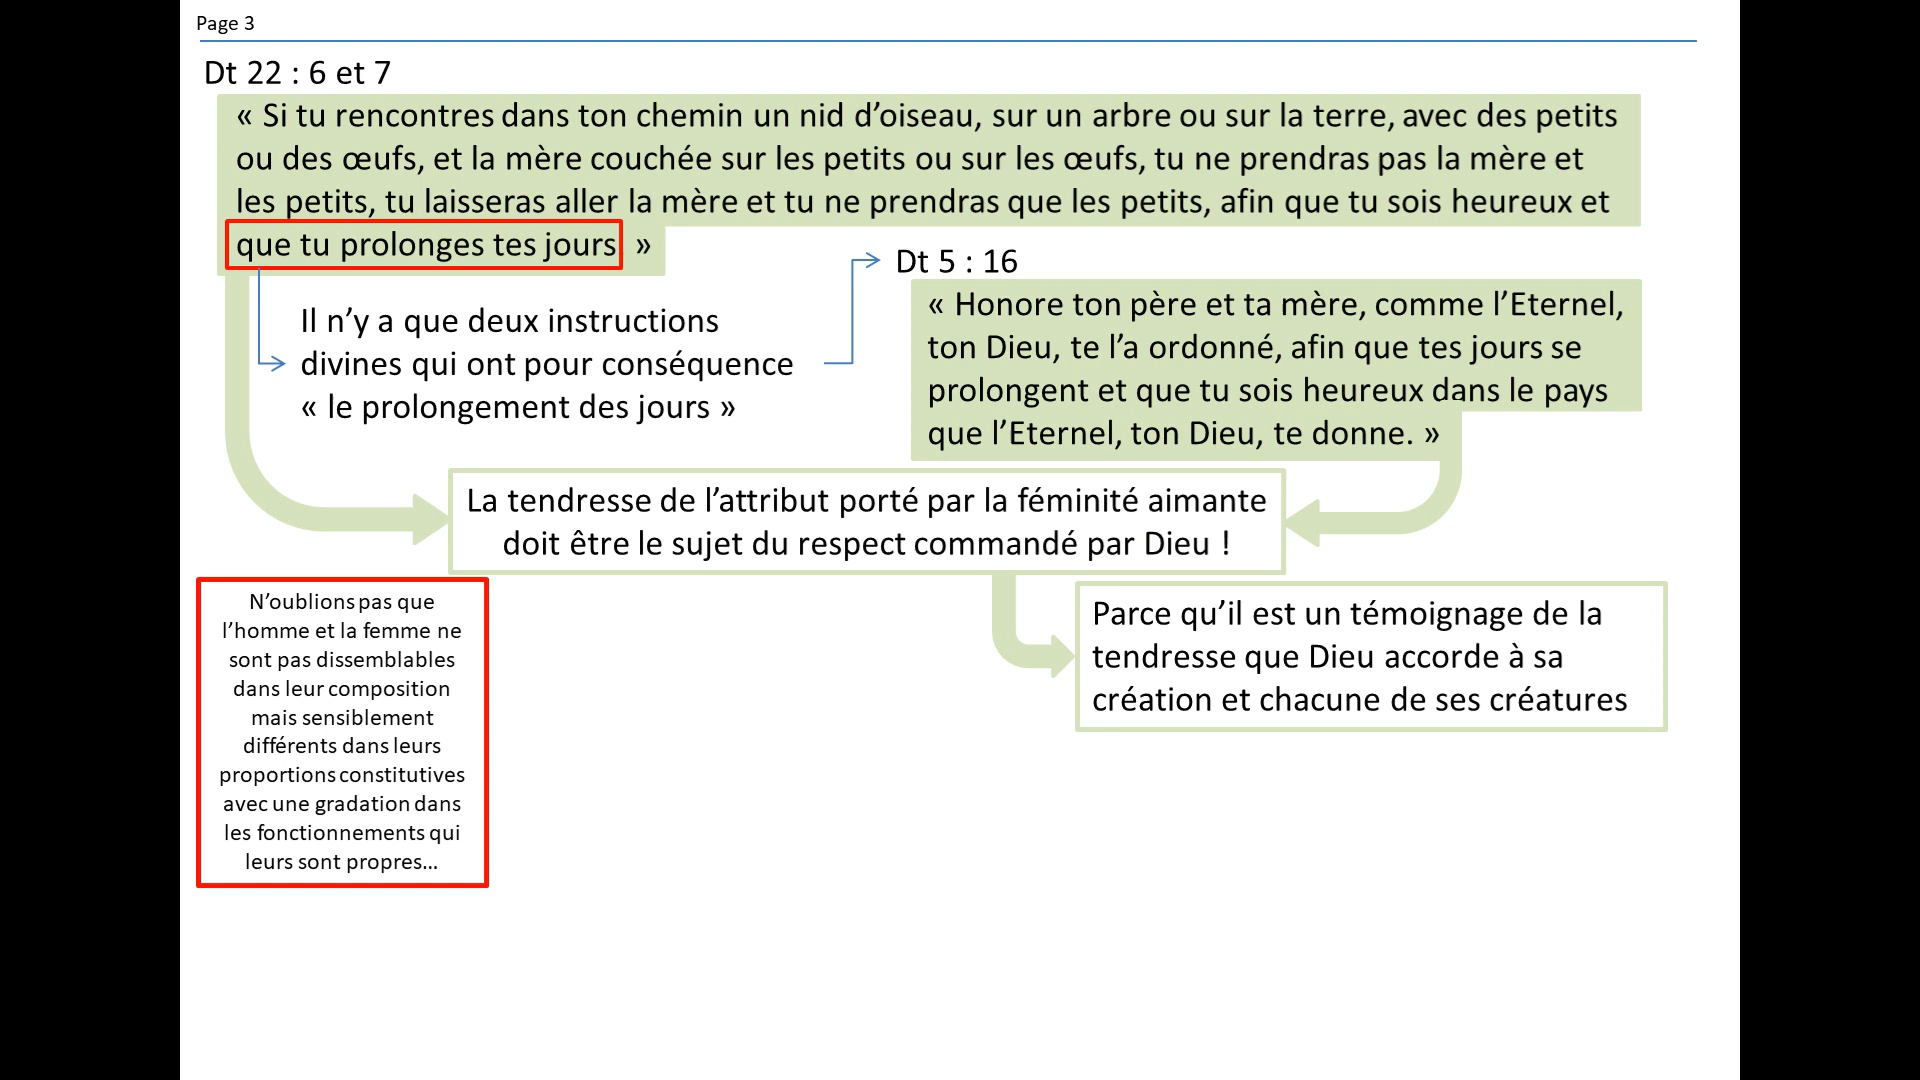 Page 3
Dt 22 : 6 et 7
« Si tu rencontres dans ton chemin un nid d’oiseau, sur un arbre ou sur la terre, avec des petits
ou des œufs, et la mère couchée sur les petits ou sur les œufs, tu ne prendras pas la mère et
les petits, tu laisseras aller la mère et tu ne prendras que les petits, afin que tu sois heureux et
que tu prolonges tes jours »
Il n’y a que deux instructions
divines qui ont pour conséquence
« le prolongement des jours »
Dt 5 : 16
« Honore ton père et ta mère, comme l’Eternel,
ton Dieu, te l’a ordonné, afin que tes jours se
prolongent et que tu sois heureux dans le pays
que l’Eternel, ton Dieu, te donne. »
La tendresse de l’attribut porté par la féminité aimante
doit être le sujet du respect commandé par Dieu !
Parce qu’il est un témoignage de la
tendresse que Dieu accorde à sa
création et chacune de ses créatures
N’oublions pas que
l’homme et la femme ne
sont pas dissemblables
dans leur composition
mais sensiblement
différents dans leurs
proportions constitutives
avec une gradation dans
les fonctionnements qui
leurs sont propres…